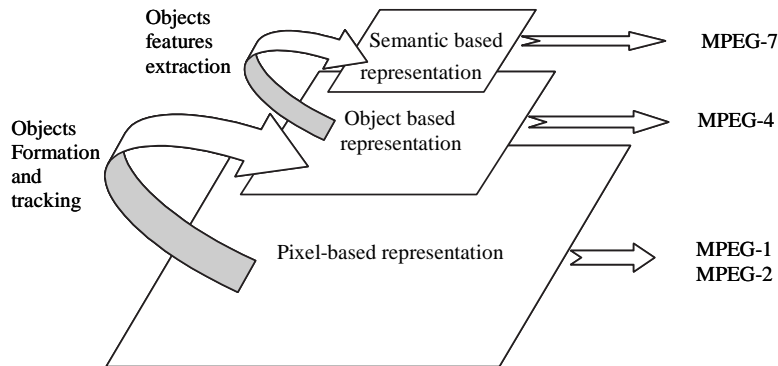 Objects
features
extraction
Semantic based
representation
MPEG-7
Object based
representation
MPEG-4
Objects
Formation
and
tracking
Pixel-based representation
MPEG-1
MPEG-2